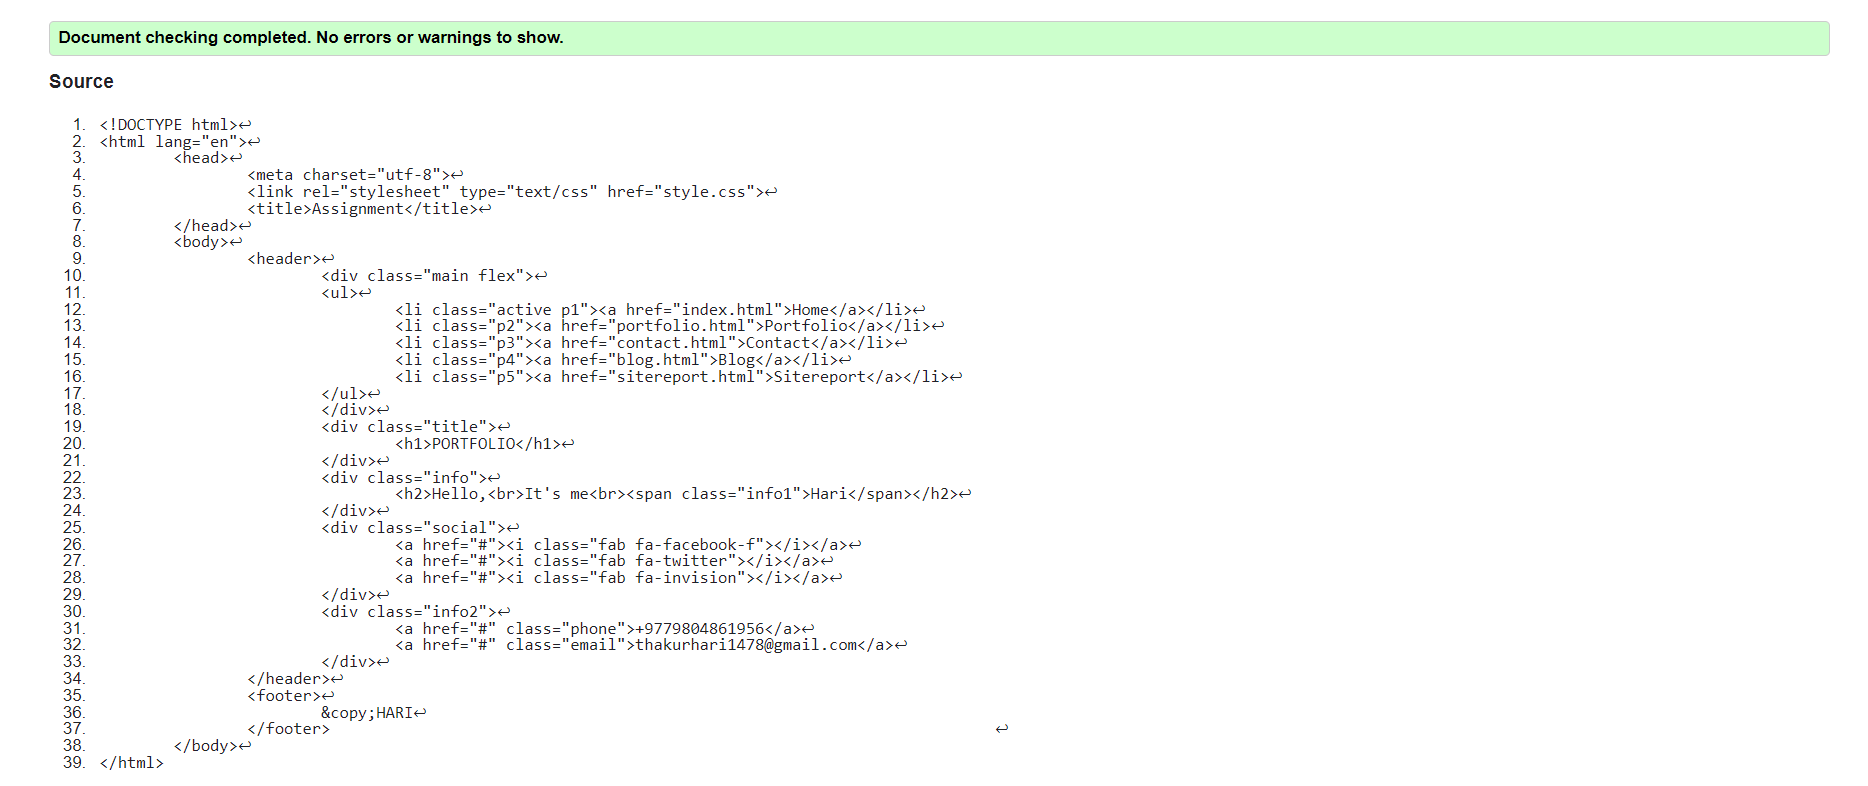 Document checking completed. No errors or warnings to show.
Source
1. <!DOCTYPE html>↩
2. <html lang="en">↩
3. <head>↩
4. <meta charset="utf-8">↩
5. <link rel="stylesheet" type="text/css" href="style.css">↩
6. <title>Assignment</title>↩
7. </head>↩
8. <body>↩
9. <header>↩
10. <div class="main flex">↩
11. <ul>↩
12. <li class="active p1"><a href="index.html">Home</a></li>↩
13. <li class="p2"><a href="portfolio.html">Portfolio</a></li>↩
14. <li class="p3"><a href="contact.html">Contact</a></li>↩
15. <li class="p4"><a href="blog.html">Blog</a></li>↩
16. <li class="p5"><a href="sitereport.html">Sitereport</a></li>↩
17. </ul>↩
18. </div>↩
19. <div class="title">↩
20. <h1>PORTFOLIO</h1>↩
21. </div>↩
22. <div class="info">↩
23. <h2>Hello,<br>It's me<br><span class="info1">Hari</span></h2>↩
24. </div>↩
25. <div class="social">↩
26. <a href="#"><i class="fab fa-facebook-f"></i></a>↩
27. <a href="#"><i class="fab fa-twitter"></i></a>↩
28. <a href="#"><i class="fab fa-invision"></i></a>↩
29. </div>↩
30. <div class="info2">↩
31. <a href="#" class="phone">+9779804861956</a>↩
32. <a href="#" class="email">thakurhari1478@gmail.com</a>↩
33. </div>↩
34. </header>↩
35. <footer>↩
36. &copy;HARI↩
37. </footer> ↩
38. </body>↩
39. </html>